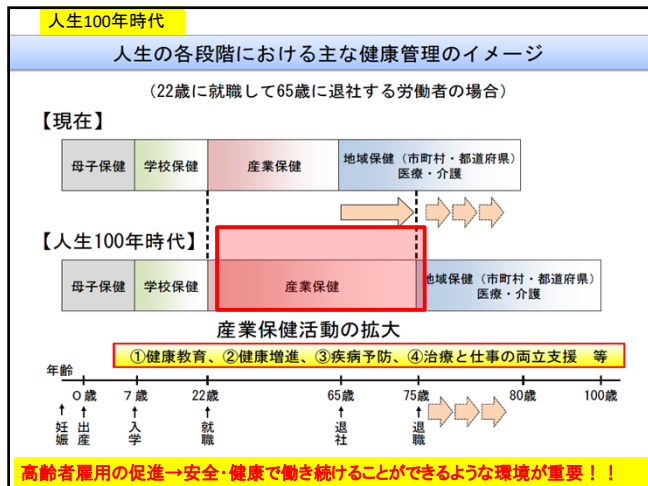 人生100年時代
人生の各段階における主な健康管理のイメージ
（22歳に就職して65歳に退社する労働者の場合）
【現在】
母子保健
学校保健
産業保健
地域保健（市町村・都道府県）
医療・介護
【人生100年時代】
母子保健
学校保健
産業保健
地域保健（市町村・都道府県）
医療・介護
産業保健活動の拡大
①健康教育、②健康増進、③疾病予防、④治療と仕事の両立支援 等
年齢
０歳 ７歳 22歳 65歳 75歳 80歳 100歳
妊娠
出産
入学
就職
退社
退職
高齢者雇用の促進→安全・健康で働き続けることができるような環境が重要！！